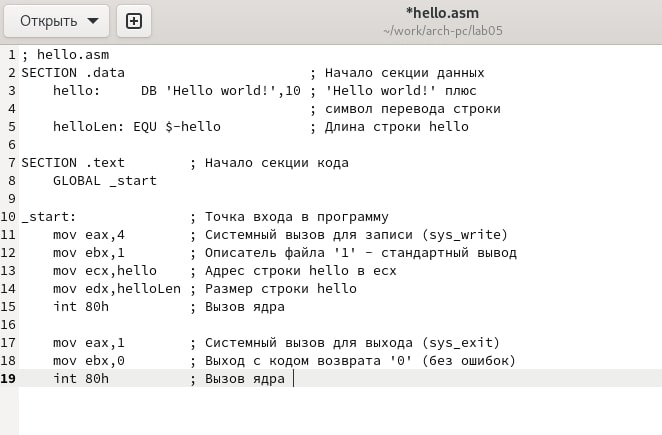 Открыть
*hello.asm
~/work/arch-pc/lab05
1 ; hello.asm
2 SECTION .data                       ; Начало секции данных
3     hello:     DB 'Hello world!',10 ; 'Hello world!' плюс
4                                     ; символ перевода строки
5     helloLen: EQU $-hello           ; Длина строки hello
6
7 SECTION .text        ; Начало секции кода
8     GLOBAL _start
9
10 _start:              ; Точка входа в программу
11     mov eax,4        ; Системный вызов для записи (sys_write)
12     mov ebx,1        ; Описатель файла '1' - стандартный вывод
13     mov ecx,hello    ; Адрес строки hello в ecx
14     mov edx,helloLen ; Размер строки hello
15     int 80h          ; Вызов ядра
16
17     mov eax,1        ; Системный вызов для выхода (sys_exit)
18     mov ebx,0        ; Выход с кодом возврата '0' (без ошибок)
19     int 80h          ; Вызов ядра